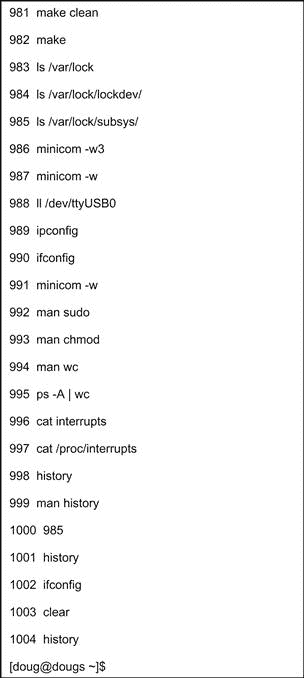 981 make clean
982 make
983 ls /var/lock
984 ls /var/lock/lockdev/
985 ls /var/lock/subsys/
986 minicom -w3
987 minicom -w
988 ll /dev/ttyUSB0
989 ipconfig
990 ifconfig
991 minicom -w
992 man sudo
993 man chmod
994 man wc
995 ps -A | wc
996 cat interrupts
997 cat /proc/interrupts
998 history
999 man history
1000 985
1001 history
1002 ifconfig
1003 clear
1004 history
[doug@dougs ~]$